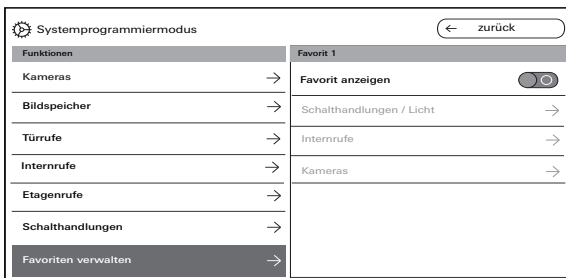 Systemprogrammiermodus
zurück
Funktionen
Kameras
Bildspeicher
Türrufe
Internrufe
Etagenrufe
Schalthandlungen
Favoriten verwalten
Favorit 1
Favorit anzeigen
Schalthandlungen / Licht
Internrufe
Kameras